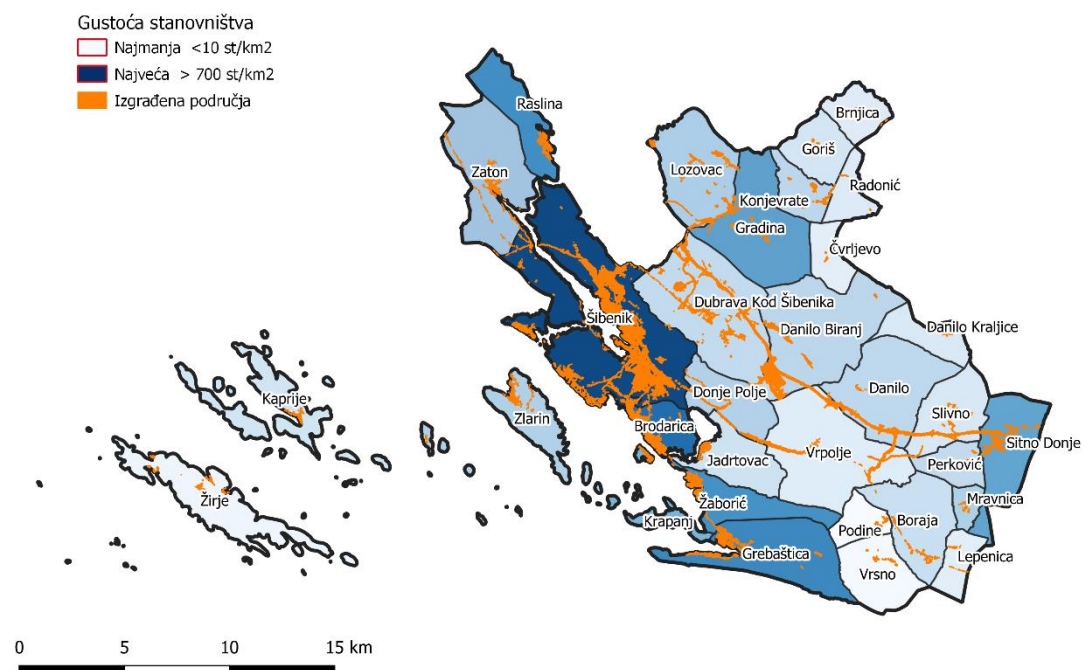 Gustoća stanovništva
Najmanja <10 st/km2
Najveća > 700 st/km2
Izgrađena područja
Raslina
Brnjica
Goriš
Zaton
Lozovac
Radonić
Konjevrate
Gradina
Čvrljevo
Dubrava Kod Šibenika
Šibenik
Danilo Biranj
Danilo Kraljice
Kaprije
Donje Polje
Danilo
Zlarin
Slivno
Brodarica
Sitno Donje
Vrpolje
Jadrtovac
Perković
Žirje
Žaborić
Mravnica
Krapanj
Podine
Boraja
Grebaštica
Lepenica
Vrsno
0 5 10 15 km